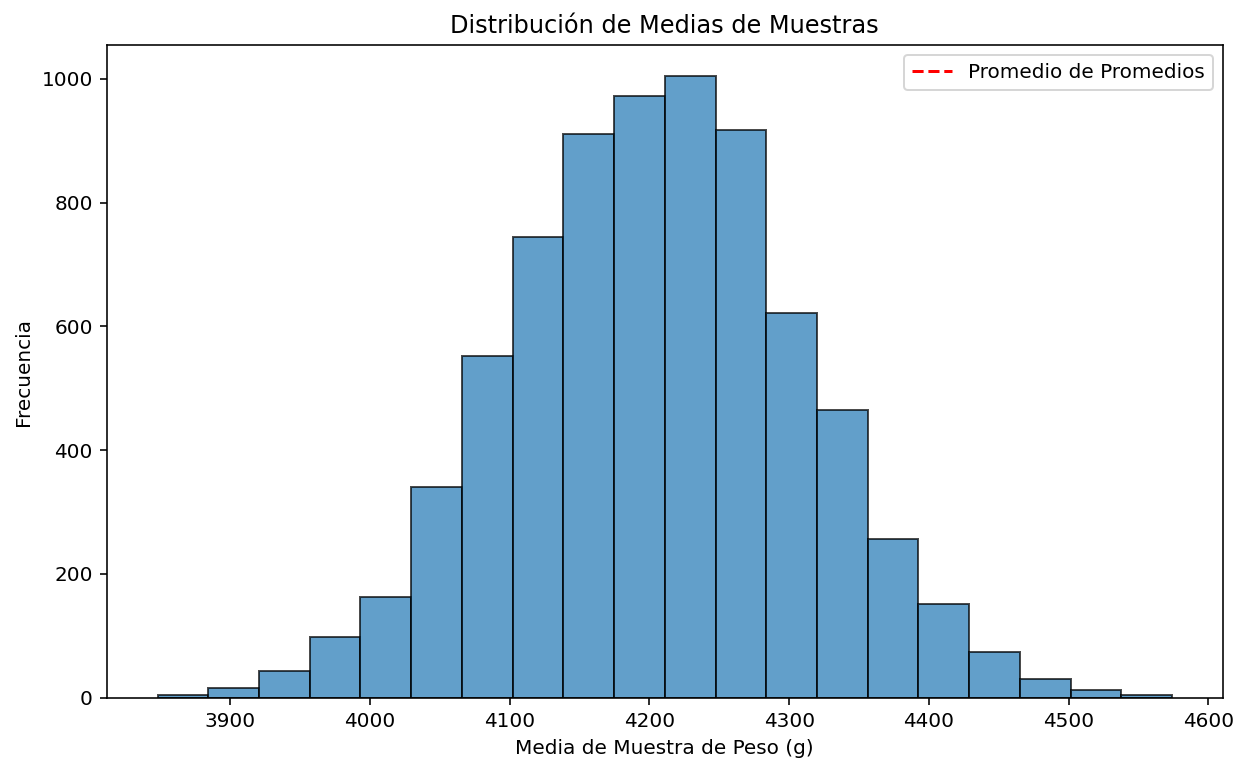 Distribución de Medias de Muestras
Promedio de Promedios
Frecuencia
1000
800
600
400
200
0
3900 4000 4100 4200 4300 4400 4500 4600
Media de Muestra de Peso (g)